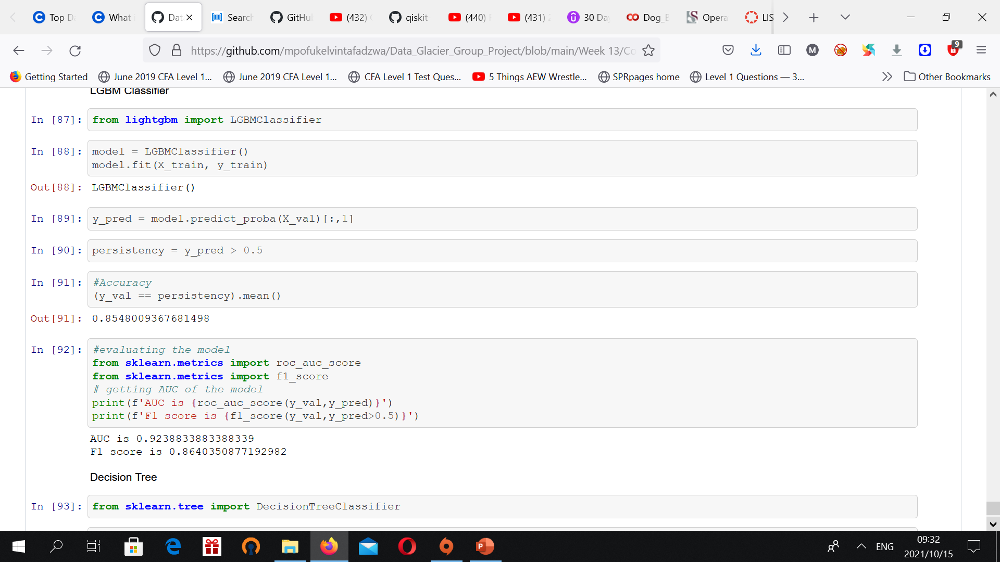 Top D
What
Dat
Search
GitHu
(432)
qiskit-
(440)
(431)
30 Da
Dog_B
Opera
LIS
https://github.com/mpofukelvintafadzwa/Data_Glacier_Group_Project/blob/main/Week 13/Co
M
9
Getting Started
June 2019 CFA Level 1...
June 2019 CFA Level 1...
CFA Level 1 Test Ques...
5 Things AEW Wrestle...
SPRpages home
Level 1 Questions — 3...
Other Bookmarks
LGBM Classifier
In [87]: from lightgbm import LGBMClassifier
In [88]: model = LGBMClassifier()
model.fit(X_train, y_train)
Out[88]: LGBMClassifier()
In [89]: y_pred = model.predict_proba(X_val)[:,1]
In [90]: persistency = y_pred > 0.5
In [91]: #Accuracy
(y_val == persistency).mean()
Out[91]: 0.8548009367681498
In [92]: #evaluating the model
from sklearn.metrics import roc_auc_score
from sklearn.metrics import f1_score
# getting AUC of the model
print(f'AUC is {roc_auc_score(y_val,y_pred)}')
print(f'F1 score is {f1_score(y_val,y_pred>0.5)}')
AUC is 0.9238833883388339
F1 score is 0.8640350877192982
Decision Tree
In [93]: from sklearn.tree import DecisionTreeClassifier
ENG
09:32
2021/10/15